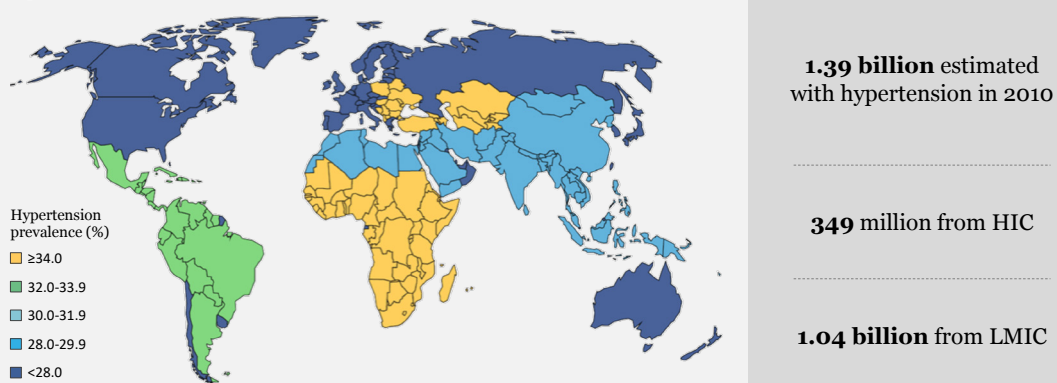 Hypertension
prevalence (%)
≥34.0
32.0-33.9
30.0-31.9
28.0-29.9
<28.0
1.39 billion estimated
with hypertension in 2010
349 million from HIC
1.04 billion from LMIC